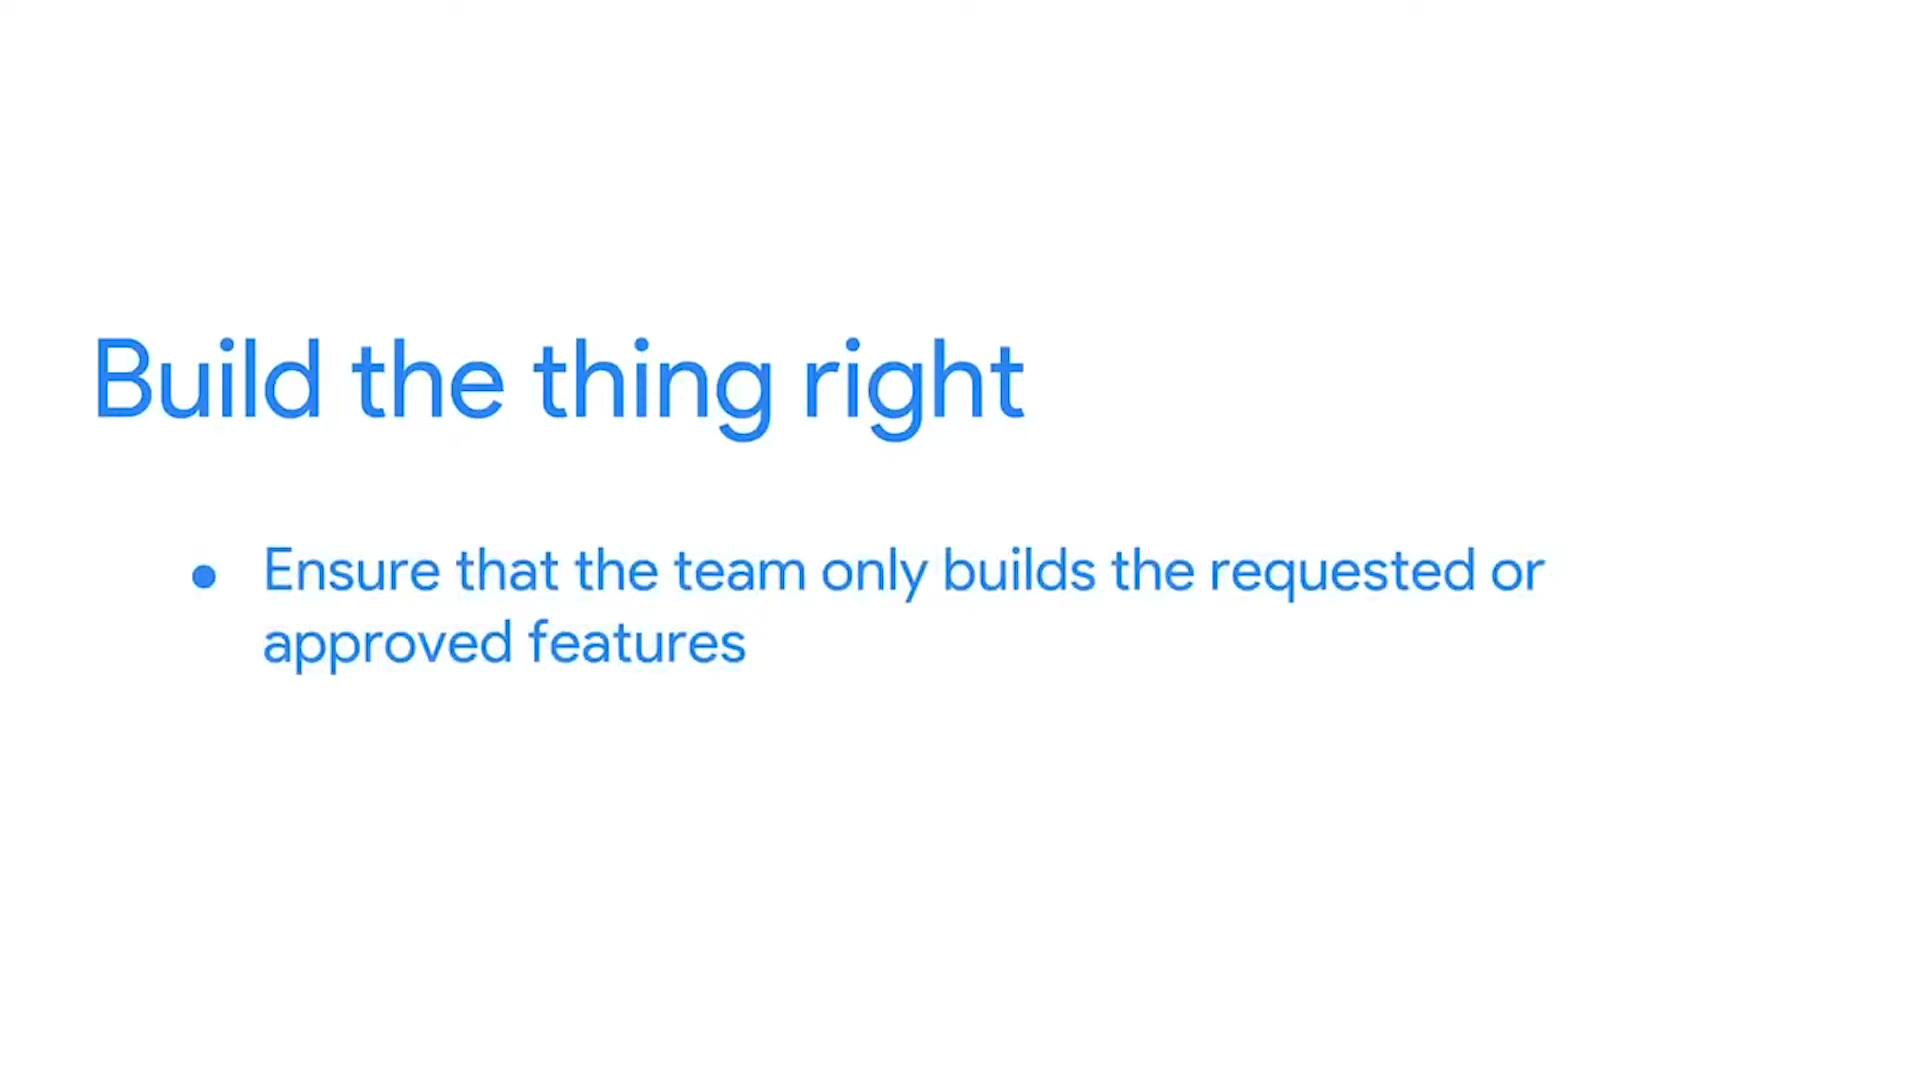 Build the thing right
● Ensure that the team only builds the requested or
approved features